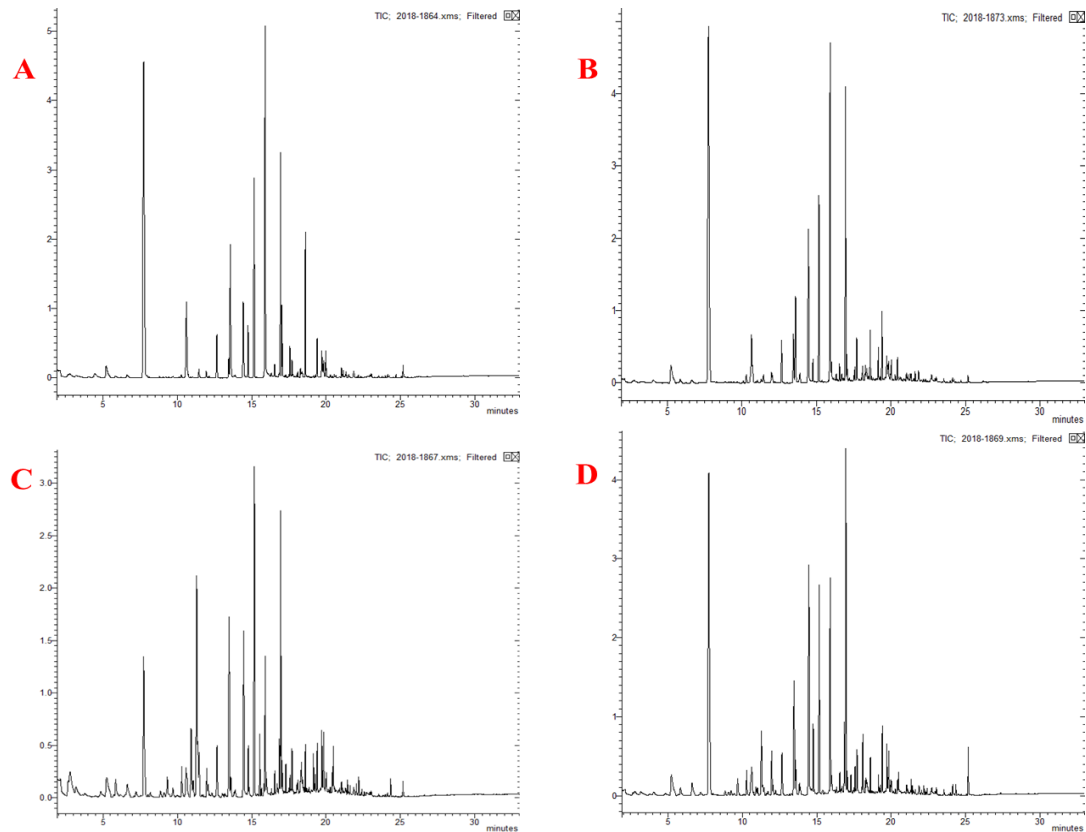 TIC; 2018-1864.xms; Filtered
A
5
4
3
2
1
0
5 10 15 20 25 30
minutes
TIC; 2018-1873.xms; Filtered
B
4
3
2
1
0
5 10 15 20 25 30
minutes
TIC; 2018-1867.xms; Filtered
C
3.0
2.5
2.0
1.5
1.0
0.5
0.0
5 10 15 20 25 30
minutes
TIC; 2018-1869.xms; Filtered
D
4
3
2
1
0
5 10 15 20 25 30
minutes